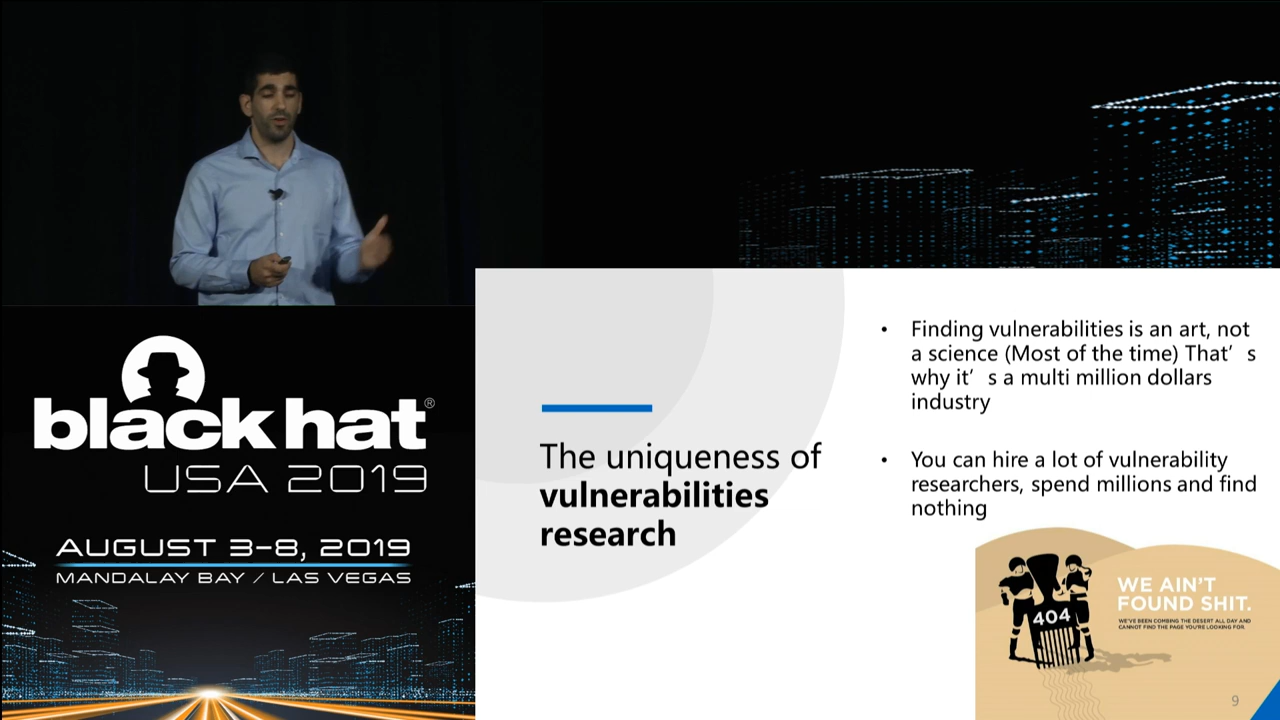 black hat®
USA 2019
AUGUST 3-8, 2019
MANDALAY BAY / LAS VEGAS
The uniqueness of
vulnerabilities
research
• Finding vulnerabilities is an art, not
a science (Most of the time) That's
why it's a multi million dollars
industry
• You can hire a lot of vulnerability
researchers, spend millions and find
nothing
404
WE AIN'T
FOUND SHIT.
WE'VE BEEN COMBING THE DESERT ALL DAY AND
CANNOT FIND THE PAGE YOU'RE LOOKING FOR.
9